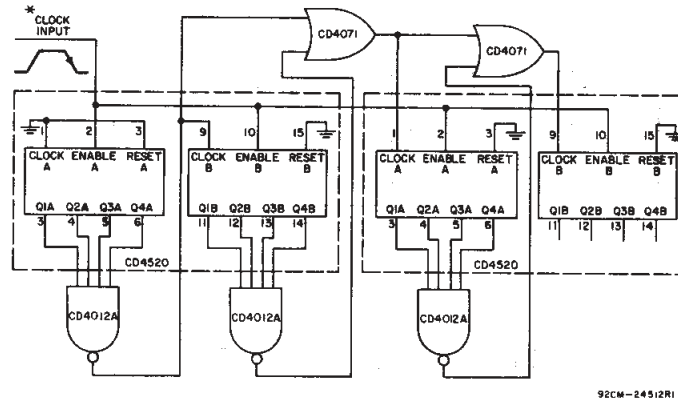 *
CLOCK
INPUT
CD4071
CD4071
1 2 3
9 10 15
1 2 3
9 10 15
CLOCK ENABLE RESET
A A A
Q1A Q2A Q3A Q4A
3 4 5 6
CLOCK ENABLE RESET
B B B
Q1B Q2B Q3B Q4B
11 12 13 14
CLOCK ENABLE RESET
A A A
Q1A Q2A Q3A Q4A
3 4 5 6
CLOCK ENABLE RESET
B B B
Q1B Q2B Q3B Q4B
11 12 13 14
CD4520
CD4520
CD4012A
CD4012A
CD4012A
92CM-24512R1